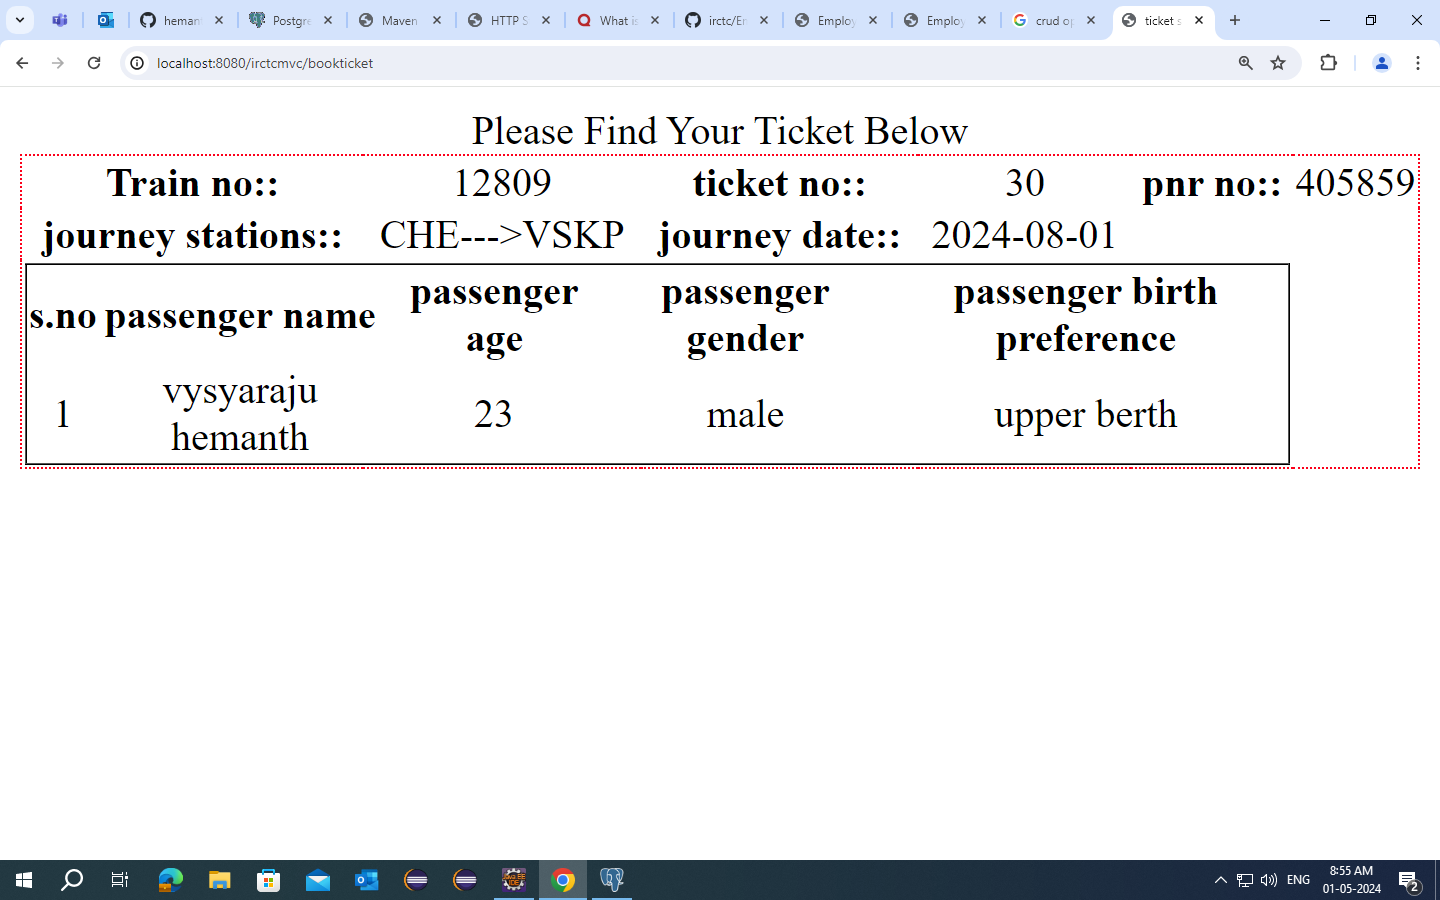 heman
Postgre
Maven
HTTP S
What is
irctc/Er
Employ
Employ
crud op
ticket s
localhost:8080/irctcmvc/bookticket
Please Find Your Ticket Below
Train no:: 12809 ticket no:: 30 pnr no:: 405859
journey stations:: CHE--->VSKP journey date:: 2024-08-01
s.no passenger name passenger age passenger gender passenger birth preference
1 vysyaraju hemanth 23 male upper berth
ENG
8:55 AM
01-05-2024
2